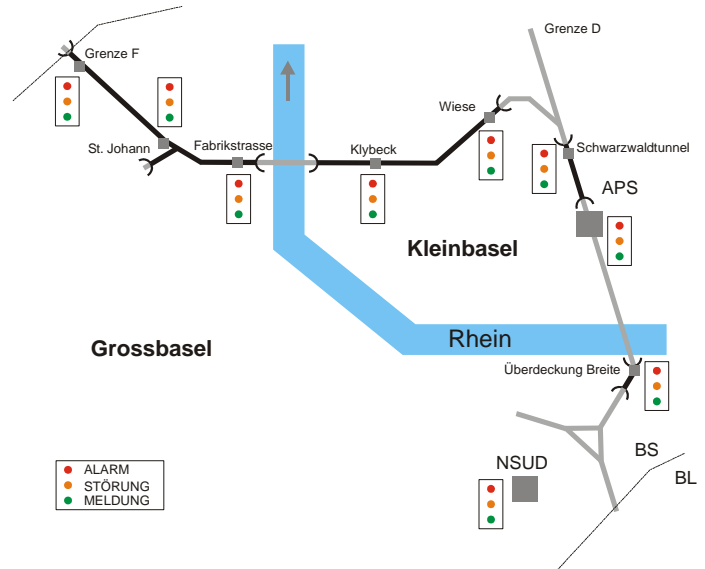 Grenze D
Grenze F
Wiese
St. Johann
Fabrikstrasse
Klybeck
Schwarzwaldtunnel
APS
Kleinbasel
Rhein
Grossbasel
Überdeckung Breite
BS
NSUD
BL
ALARM
STÖRUNG
MELDUNG